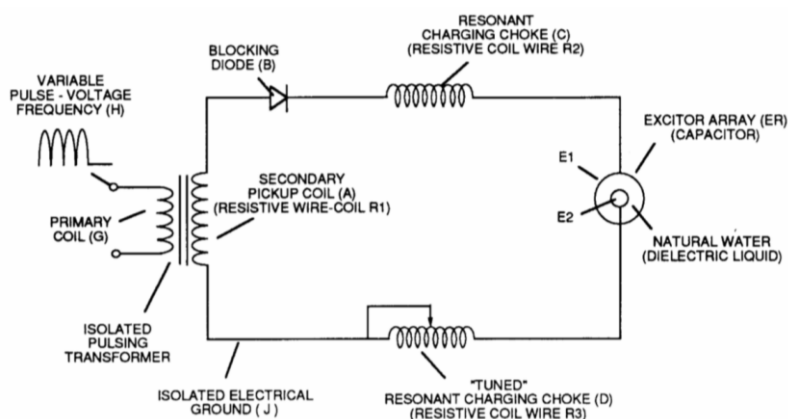 RESONANT
CHARGING CHOKE (C)
(RESISTIVE COIL WIRE R2)
BLOCKING
DIODE (B)
VARIABLE
PULSE - VOLTAGE
FREQUENCY (H)
EXCITOR ARRAY (ER)
(CAPACITOR)
E1
SECONDARY
PICKUP COIL (A)
(RESISTIVE WIRE-COIL R1)
E2
PRIMARY
COIL (G)
NATURAL WATER
(DIELECTRIC LIQUID)
ISOLATED
PULSING
TRANSFORMER
ISOLATED ELECTRICAL
GROUND ( J )
"TUNED"
RESONANT CHARGING CHOKE (D)
(RESISTIVE COIL WIRE R3)